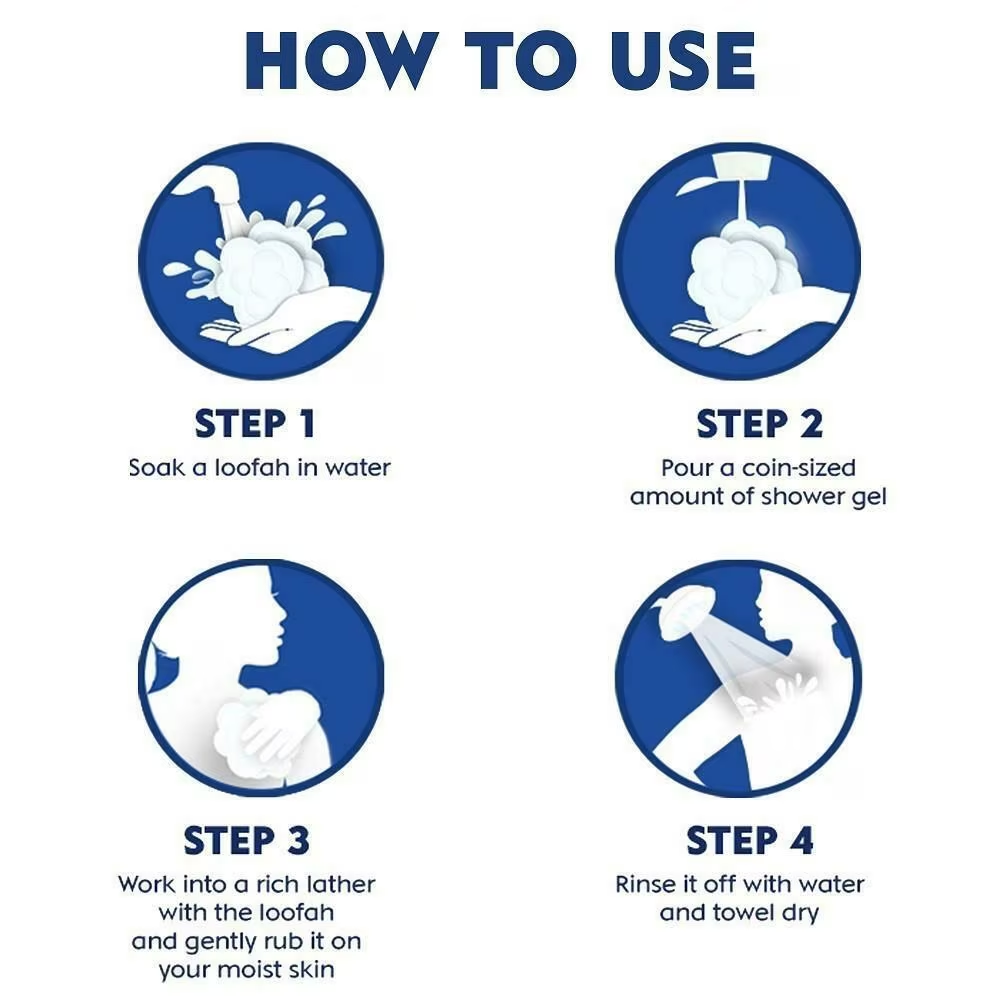 HOW TO USE
STEP 1
Soak a loofah in water
STEP 2
Pour a coin-sized
amount of shower gel
STEP 3
Work into a rich lather
with the loofah
and gently rub it on
your moist skin
STEP 4
Rinse it off with water
and towel dry